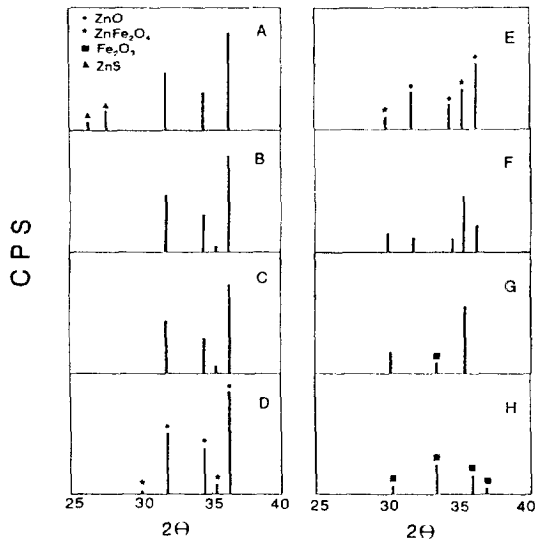 • ZnO
* ZnFe₂O₄
■ Fe₂O₃
▲ ZnS
A
B
C
D
E
F
G
H
CPS
25 30 35 40
2Θ
25 30 35 40
2Θ